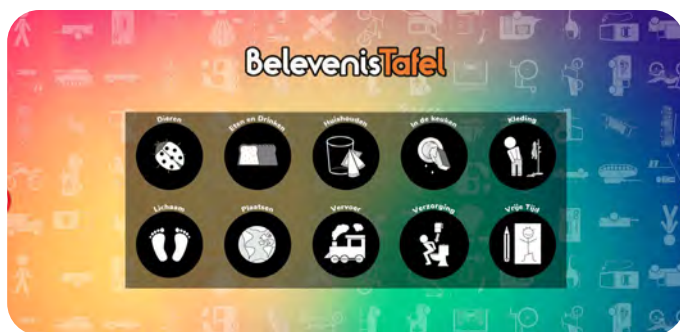 BelevenisTafel
Dieren
Eten en Drinken
Huishouden
In de keuken
Kleding
Lichaam
Plaatsen
Vervoer
Verzorging
Vrije Tijd